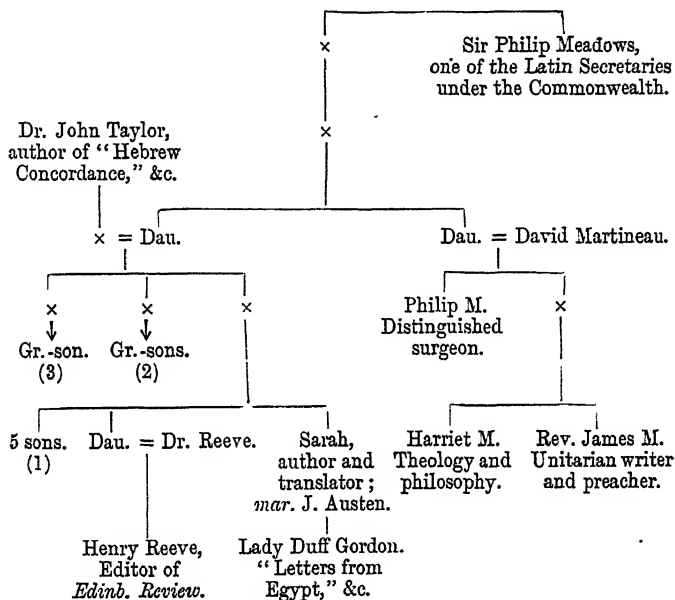 ×
Sir Philip Meadows,
one of the Latin Secretaries
under the Commonwealth.
×
Dr. John Taylor,
author of "Hebrew
Concordance," &c.
× = Dau.
Dau. = David Martineau.
×
×
×
Philip M.
Distinguished
surgeon.
×
Gr.-son.
(3)
Gr.-sons.
(2)
5 sons.
(1)
Dau. = Dr. Reeve.
Sarah,
author and
translator;
mar. J. Austen.
Harriet M.
Theology and
philosophy.
Rev. James M.
Unitarian writer
and preacher.
Henry Reeve,
Editor of
Edinb. Review.
Lady Duff Gordon.
"Letters from
Egypt," &c.